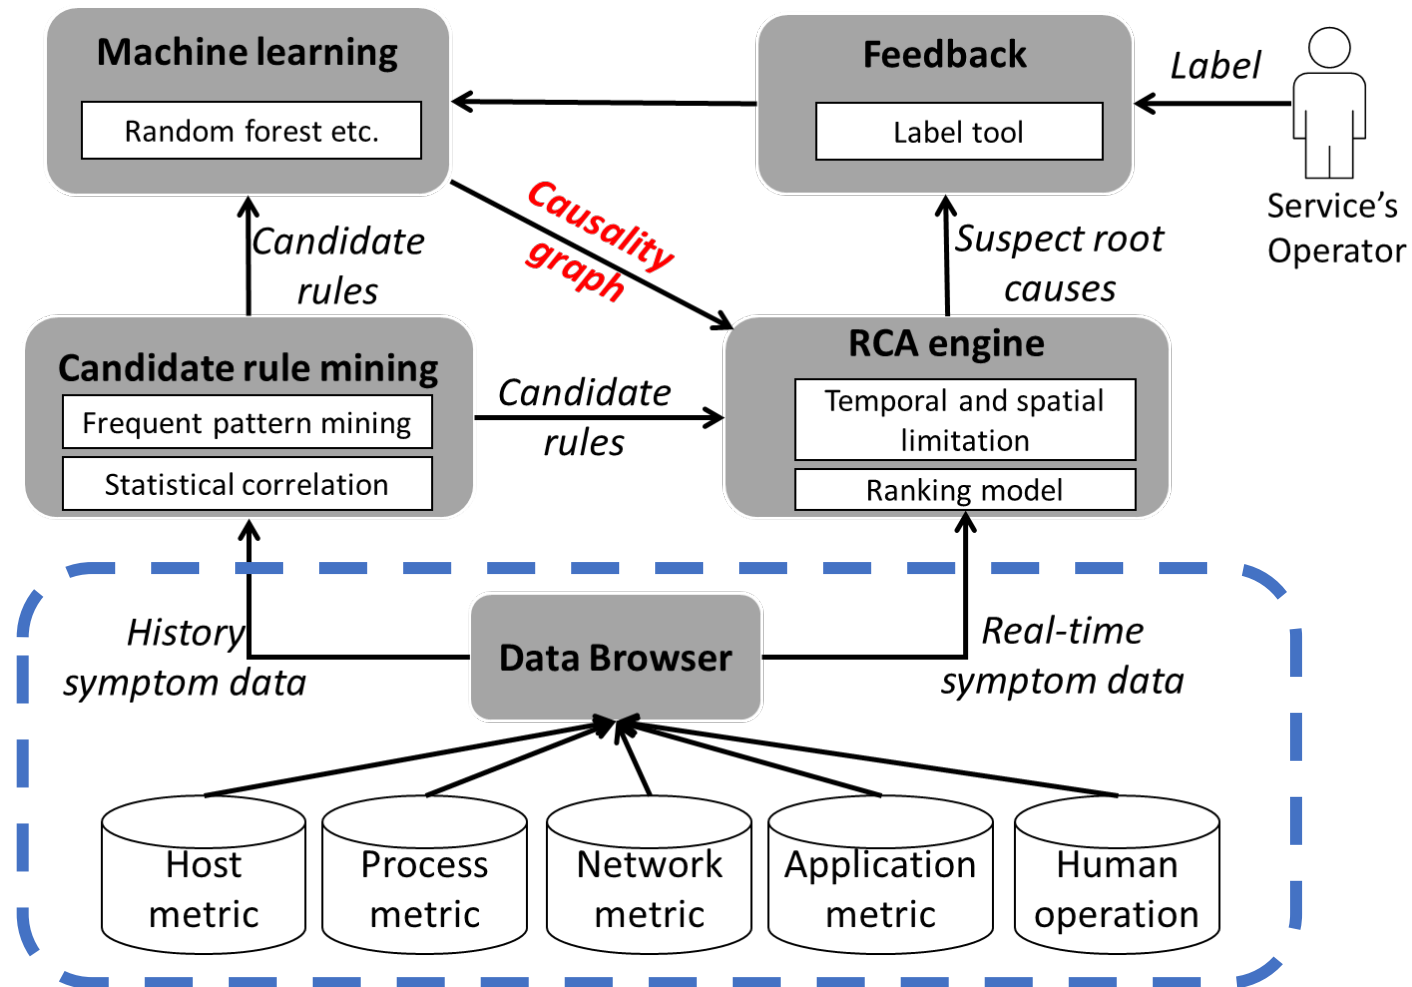 Machine learning
Random forest etc.
Feedback
Label tool
Label
Service's
Operator
Candidate
rules
Causality
graph
Suspect root
causes
Candidate rule mining
Frequent pattern mining
Statistical correlation
Candidate
rules
RCA engine
Temporal and spatial
limitation
Ranking model
History
symptom data
Data Browser
Real-time
symptom data
Host
metric
Process
metric
Network
metric
Application
metric
Human
operation